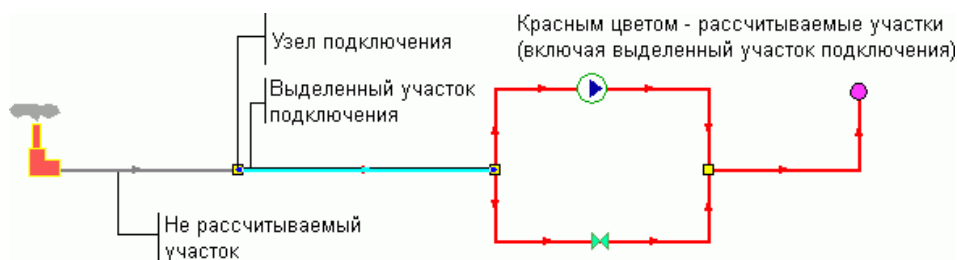 Красным цветом - рассчитываемые участки
(включая выделенный участок подключения)
Узел подключения
Выделенный участок
подключения
Не рассчитываемый
участок